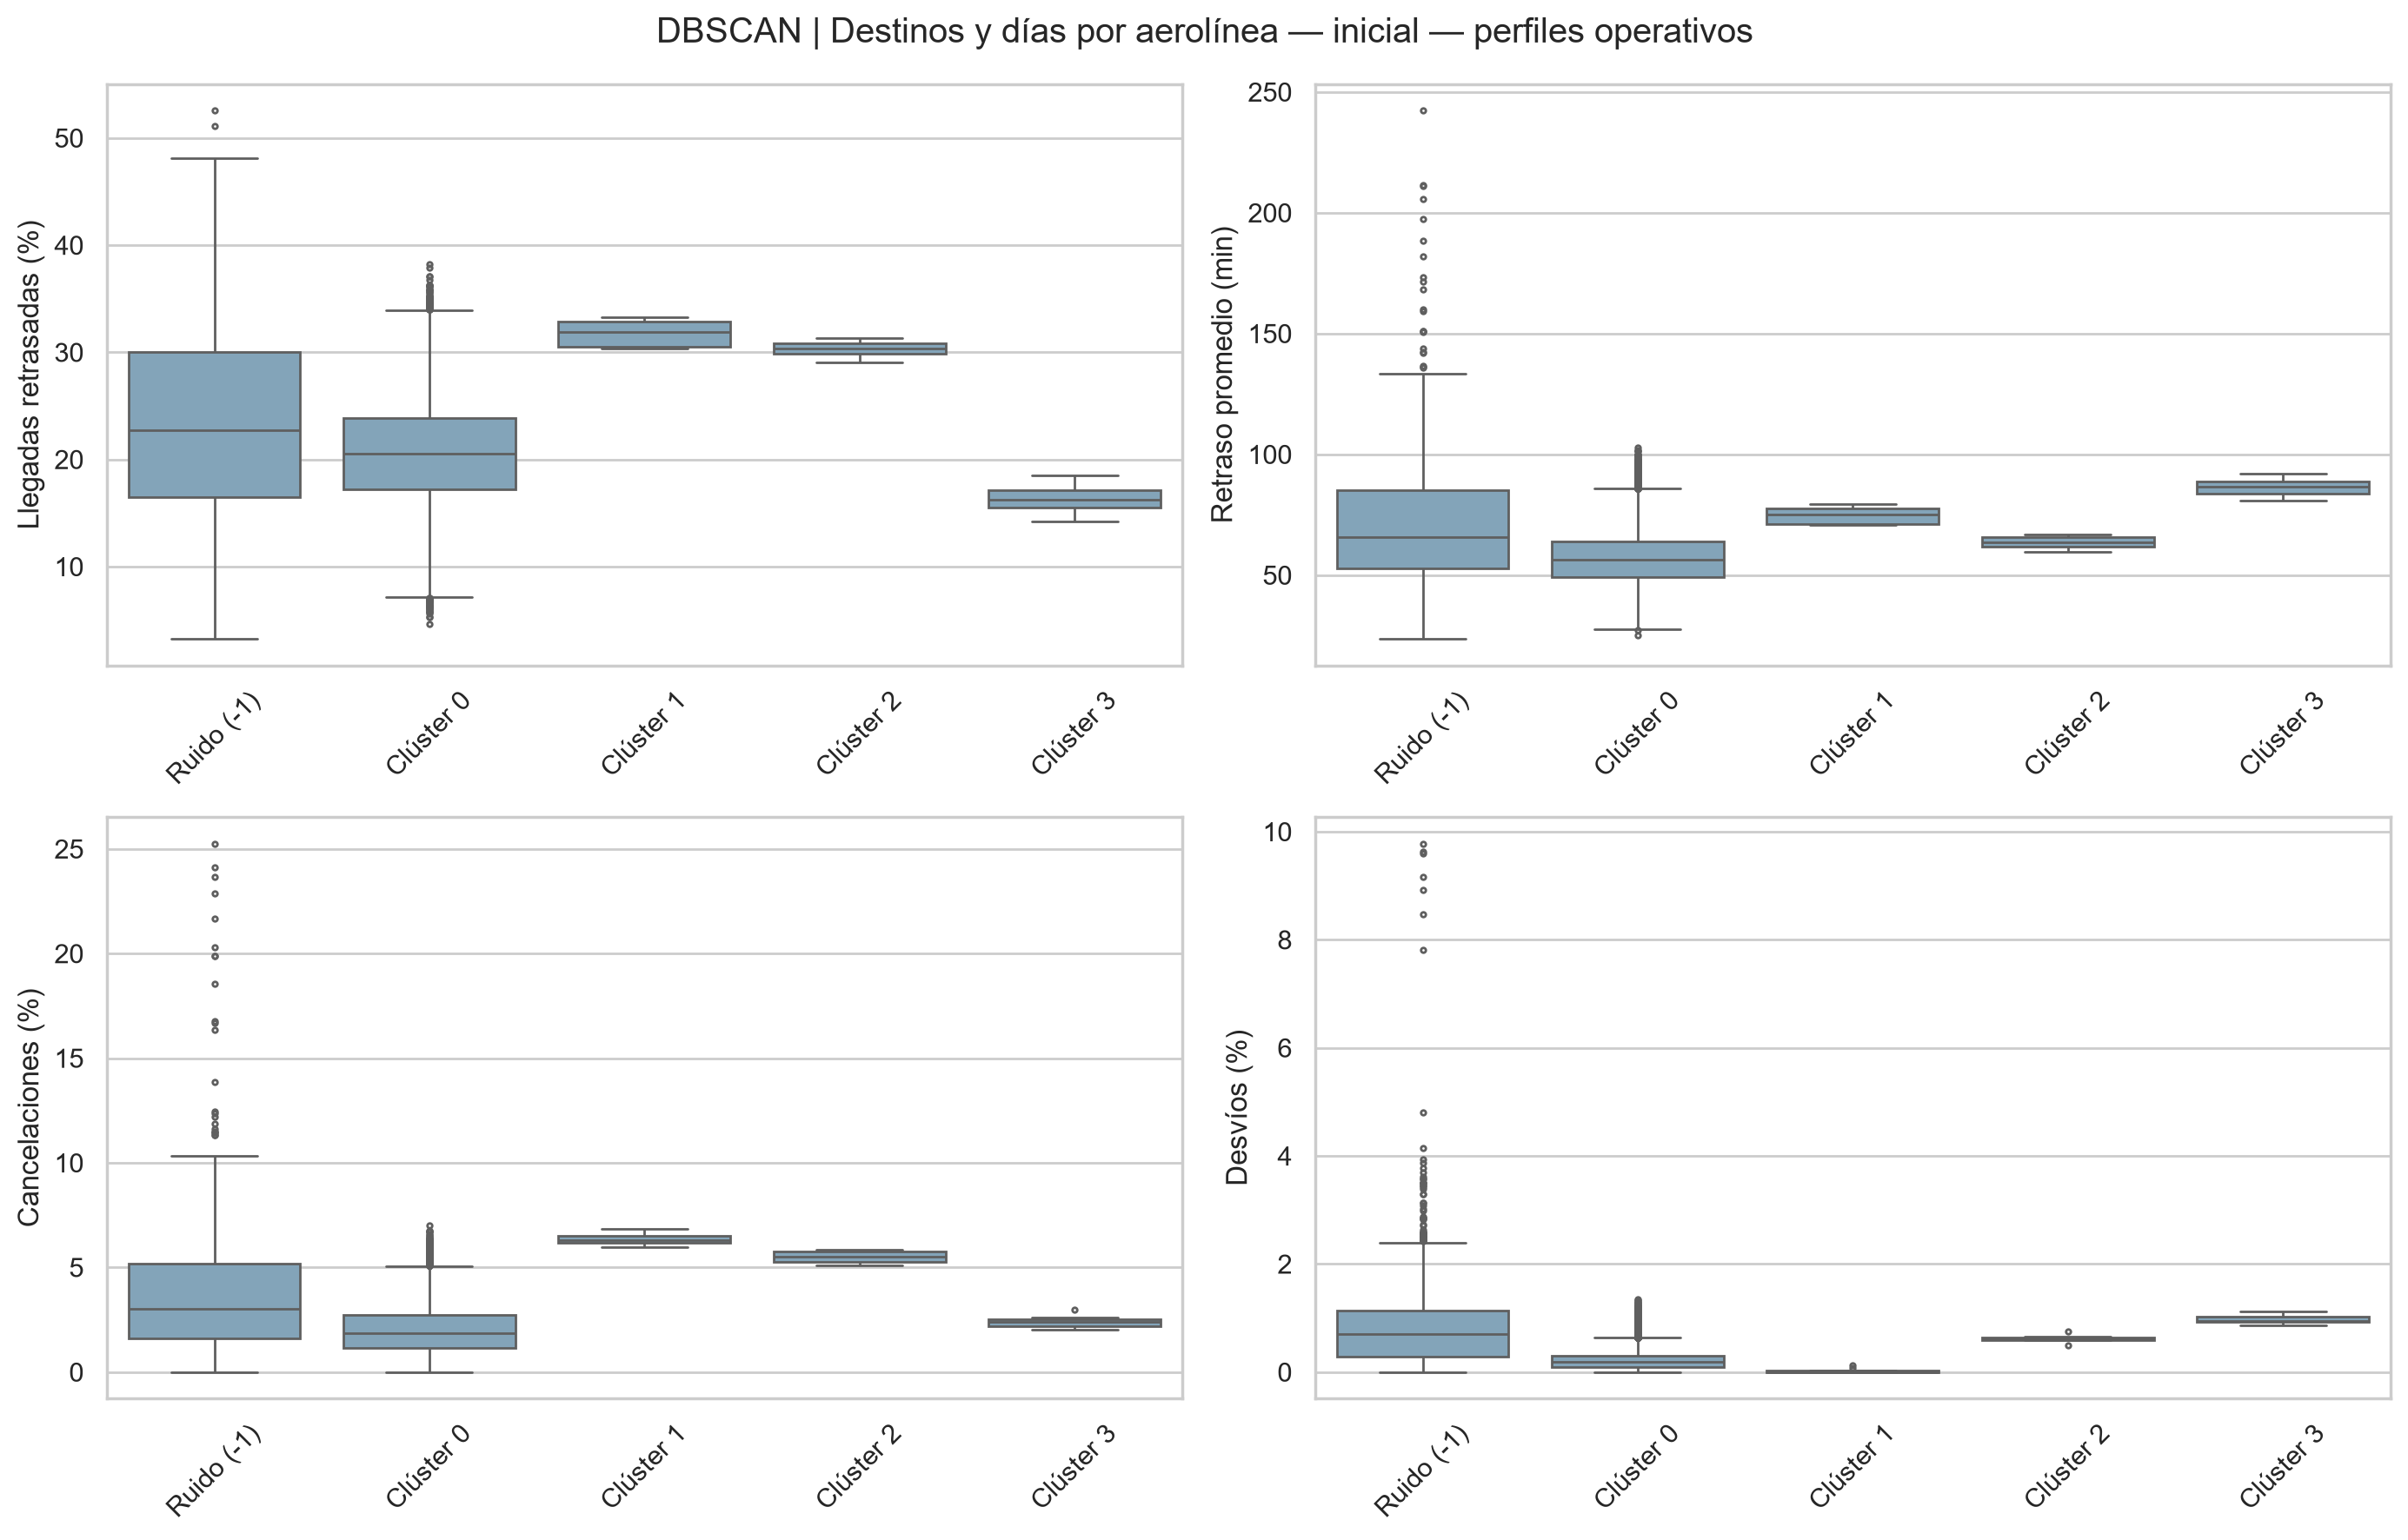 DBSCAN | Destinos y días por aerolínea — inicial — perfiles operativos
Llegadas retrasadas (%)
50
40
30
20
10
Ruido (-1)
Clúster 0
Clúster 1
Clúster 2
Clúster 3
Retraso promedio (min)
250
200
150
100
50
Ruido (-1)
Clúster 0
Clúster 1
Clúster 2
Clúster 3
Cancelaciones (%)
25
20
15
10
5
0
Ruido (-1)
Clúster 0
Clúster 1
Clúster 2
Clúster 3
Desvíos (%)
10
8
6
4
2
0
Ruido (-1)
Clúster 0
Clúster 1
Clúster 2
Clúster 3